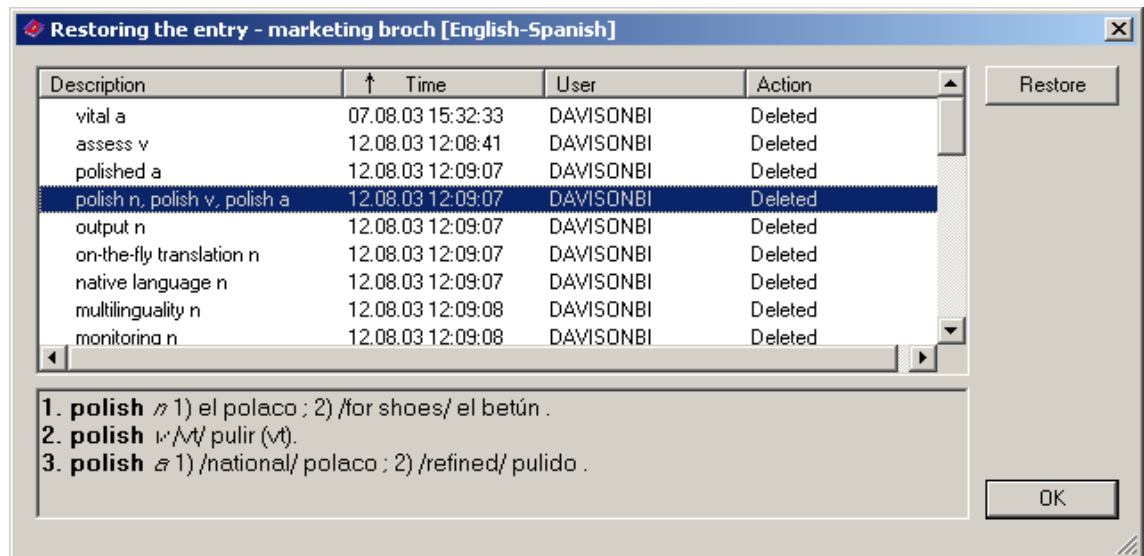 Restoring the entry - marketing broch [English-Spanish]
Description ↑ Time User Action
Restore
vital a 07.08.03 15:32:33 DAVISONBI Deleted
assess v 12.08.03 12:08:41 DAVISONBI Deleted
polished a 12.08.03 12:09:07 DAVISONBI Deleted
polish n, polish v, polish a 12.08.03 12:09:07 DAVISONBI Deleted
output n 12.08.03 12:09:07 DAVISONBI Deleted
on-the-fly translation n 12.08.03 12:09:07 DAVISONBI Deleted
native language n 12.08.03 12:09:07 DAVISONBI Deleted
multilinguality n 12.08.03 12:09:08 DAVISONBI Deleted
monitoring n 12.08.03 12:09:08 DAVISONBI Deleted
1. polish n 1) el polaco ; 2) /for shoes/ el betún .
2. polish v /vt/ pulir (vt).
3. polish a 1) /national/ polaco ; 2) /refined/ pulido .
OK